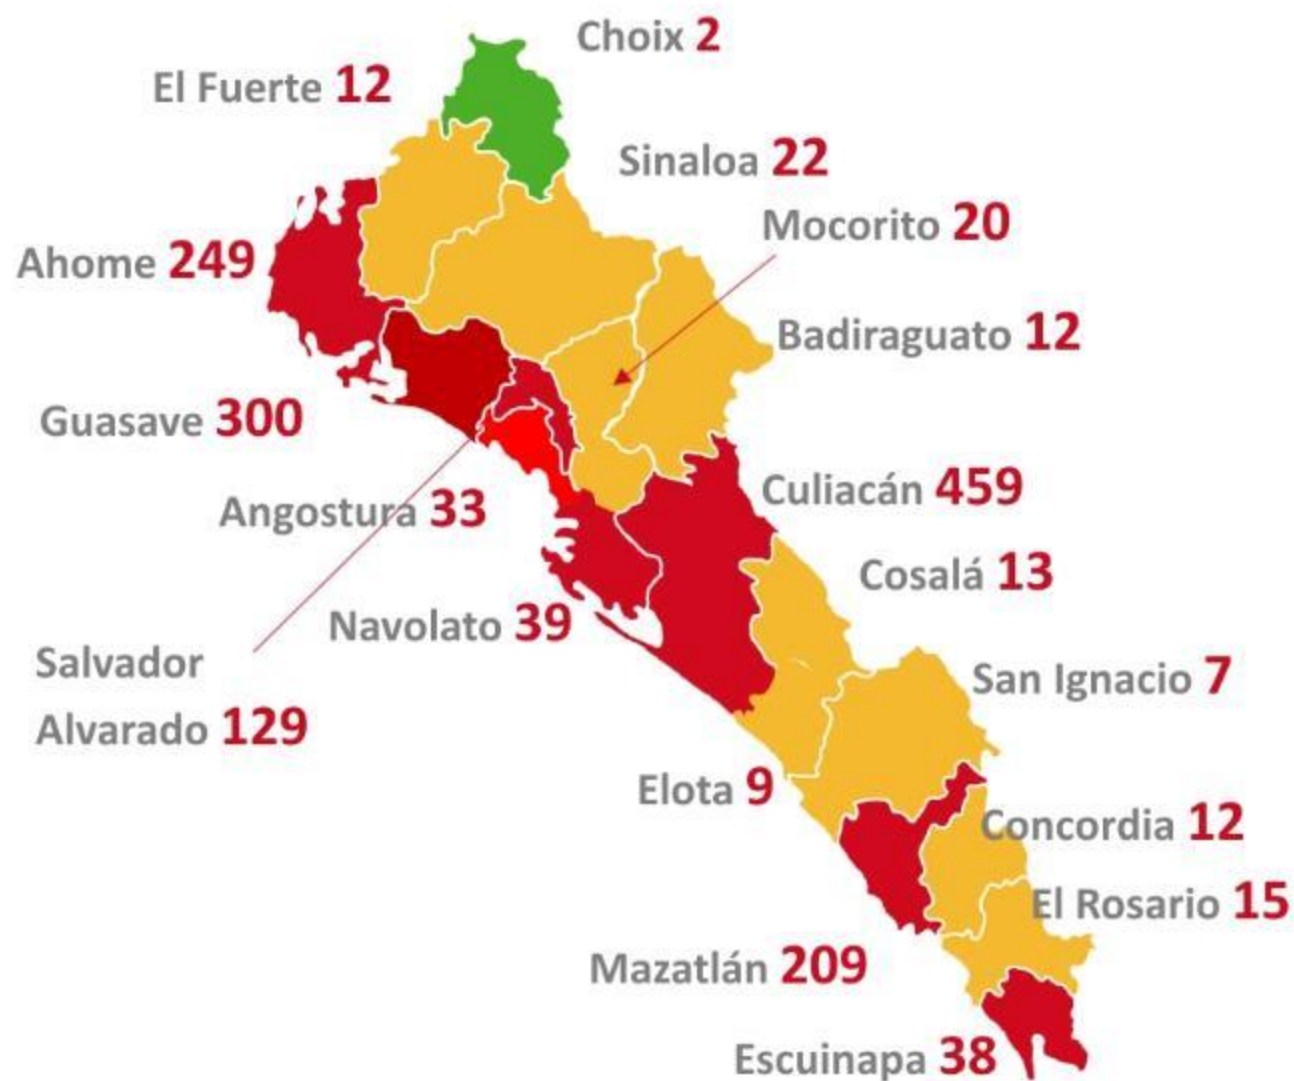 Choix 2
El Fuerte 12
Sinaloa 22
Mocorito 20
Ahome 249
Badiraguato 12
Guasave 300
Culiacán 459
Angostura 33
Cosalá 13
Navolato 39
Salvador
Alvarado 129
San Ignacio 7
Elota 9
Concordia 12
El Rosario 15
Mazatlán 209
Escuinapa 38